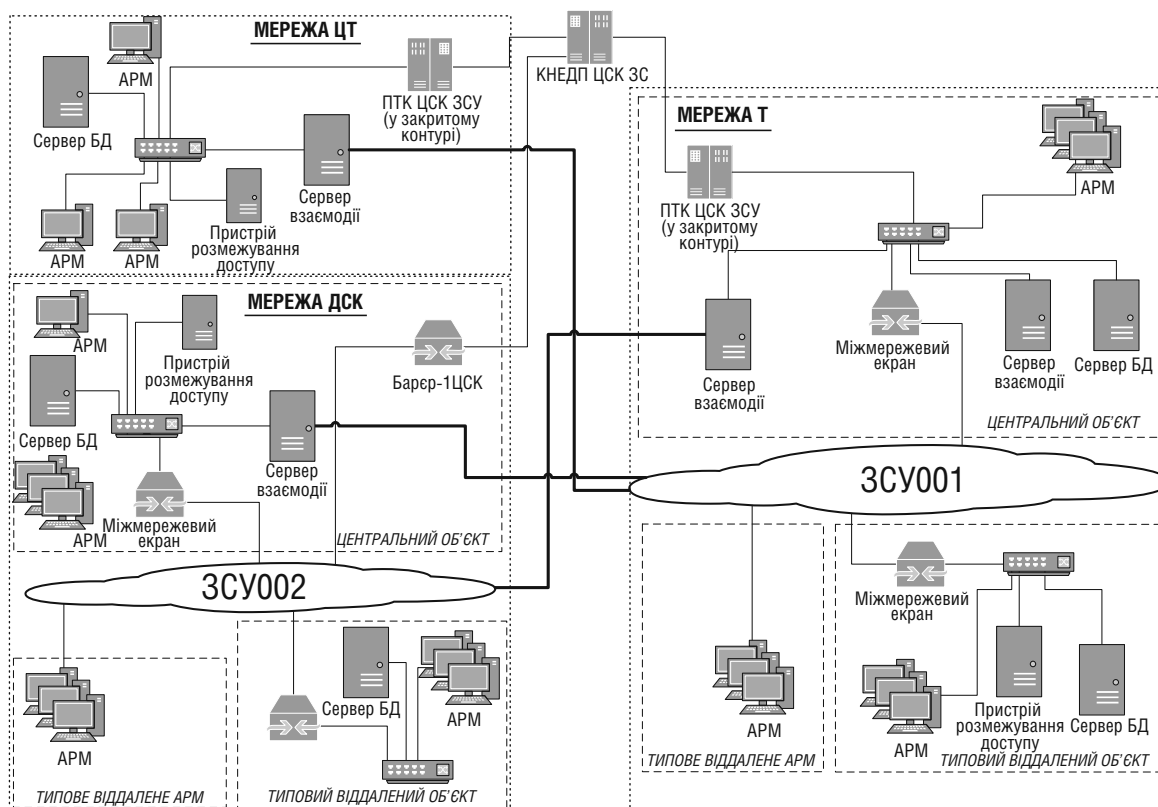 МЕРЕЖА ЦТ
АРМ
Сервер БД
ПТК ЦСК ЗСУ
(у закритому
контурі)
Сервер
взаємодії
АРМ
АРМ
Пристрій
розмежування
доступу
КНЕДП ЦСК ЗС
МЕРЕЖА Т
АРМ
ПТК ЦСК ЗСУ
(у закритому
контурі)
Сервер
взаємодії
Міжмережевий
екран
Сервер
взаємодії
Сервер БД
ЦЕНТРАЛЬНИЙ ОБ’ЄКТ
МЕРЕЖА ДСК
АРМ
Пристрій
розмежування
доступу
Барєр-1ЦСК
Сервер БД
Сервер
взаємодії
АРМ
Міжмережевий
екран
ЦЕНТРАЛЬНИЙ ОБ’ЄКТ
ЗСУ001
ЗСУ002
АРМ
ТИПОВЕ ВІДДАЛЕНЕ АРМ
Сервер БД
АРМ
ТИПОВИЙ ВІДДАЛЕНИЙ ОБ’ЄКТ
АРМ
ТИПОВЕ ВІДДАЛЕНЕ АРМ
Міжмережевий
екран
АРМ
Пристрій
розмежування
доступу
Сервер БД
ТИПОВИЙ ВІДДАЛЕНИЙ ОБ’ЄКТ